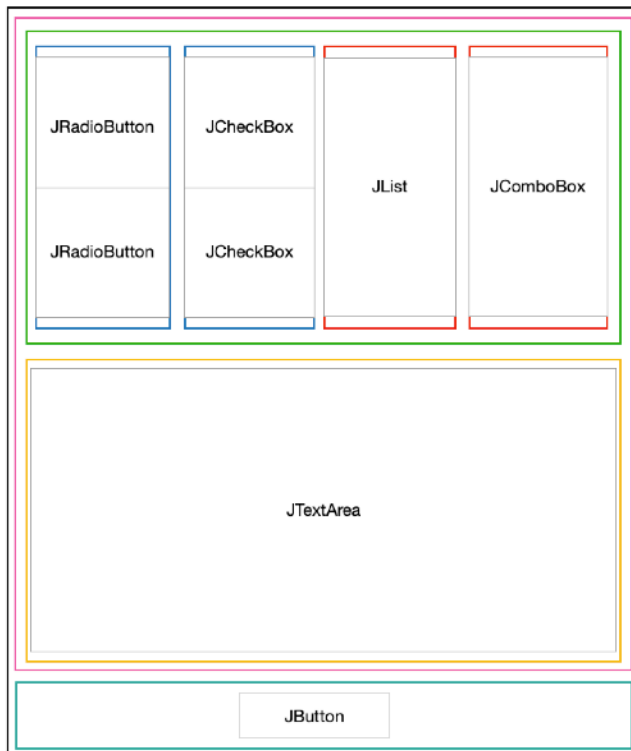 JRadioButton
JCheckBox
JList
JComboBox
JRadioButton
JCheckBox
JTextArea
JButton